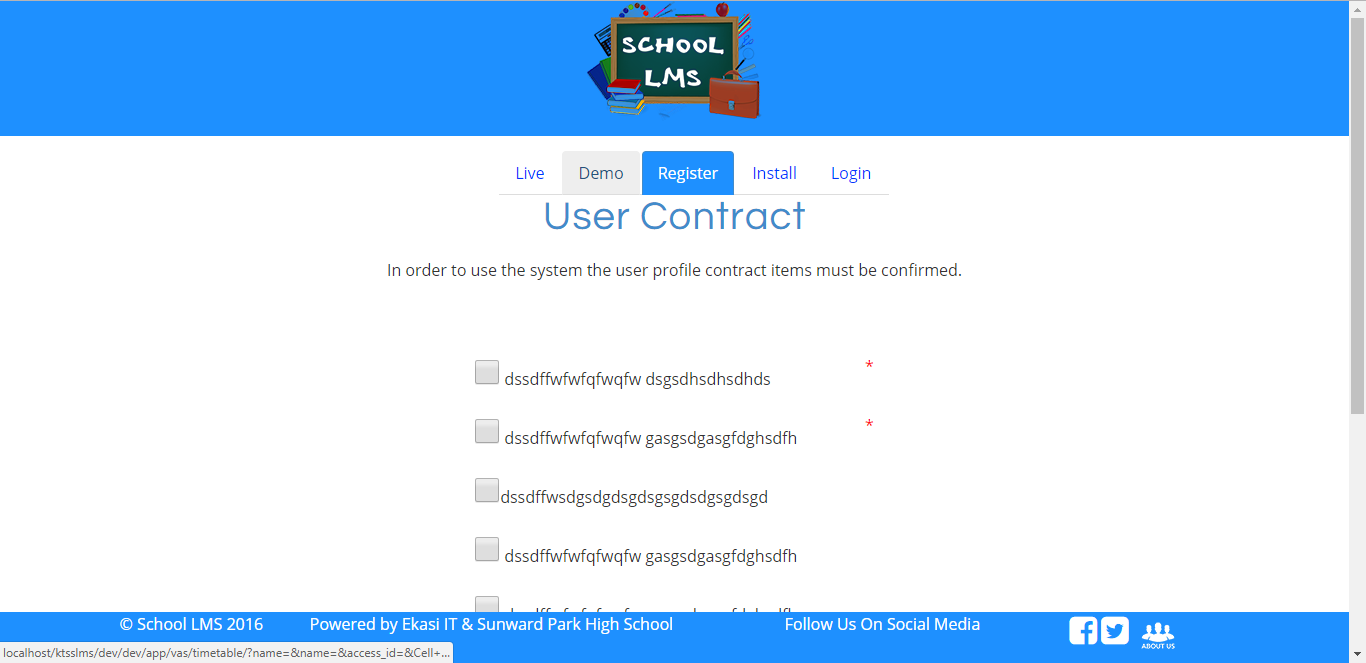 SCHOOL
LMS
Live Demo Register Install Login
User Contract
In order to use the system the user profile contract items must be confirmed.
dssdffwfwfqfwqfw dsgsdhsdhsdhds *
dssdffwfwfqfwqfw gasgsdgasgfdghsdfh *
dssdffwsdgsdgdsgdsgsgdsdgsgdsgd
dssdffwfwfqfwqfw gasgsdgasgfdghsdfh
© School LMS 2016 Powered by Ekasi IT & Sunward Park High School Follow Us On Social Media
ABOUT US
localhost/ktsslms/dev/dev/app/vas/timetable/?name=&name=&access_id=&Cell+...